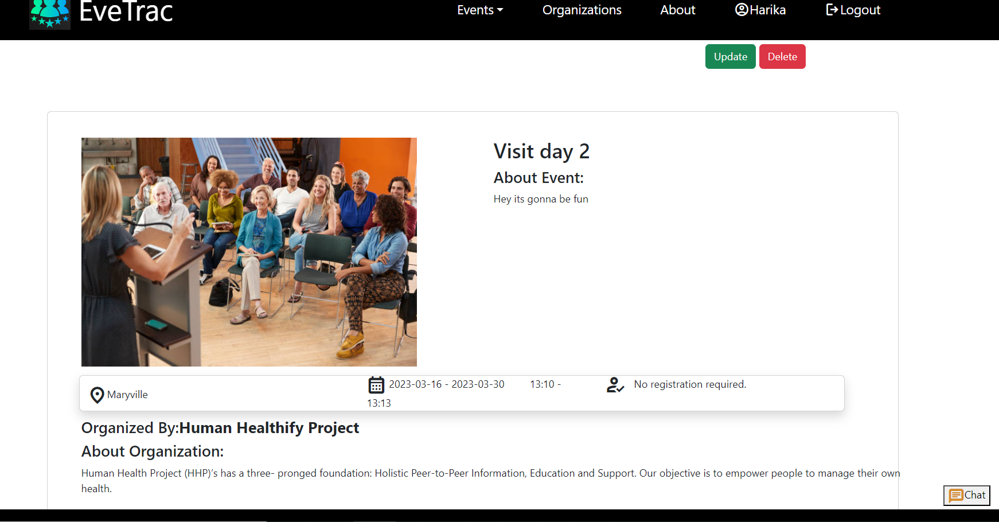 EveTrac Events Organizations About Harika Logout
Update Delete
Visit day 2
About Event:
Hey its gonna be fun
Maryville
2023-03-16 - 2023-03-30 13:10 -
13:13
No registration required.
Organized By:Human Healthify Project
About Organization:
Human Health Project (HHP)’s has a three- pronged foundation: Holistic Peer-to-Peer Information, Education and Support. Our objective is to empower people to manage their own
health.
Chat